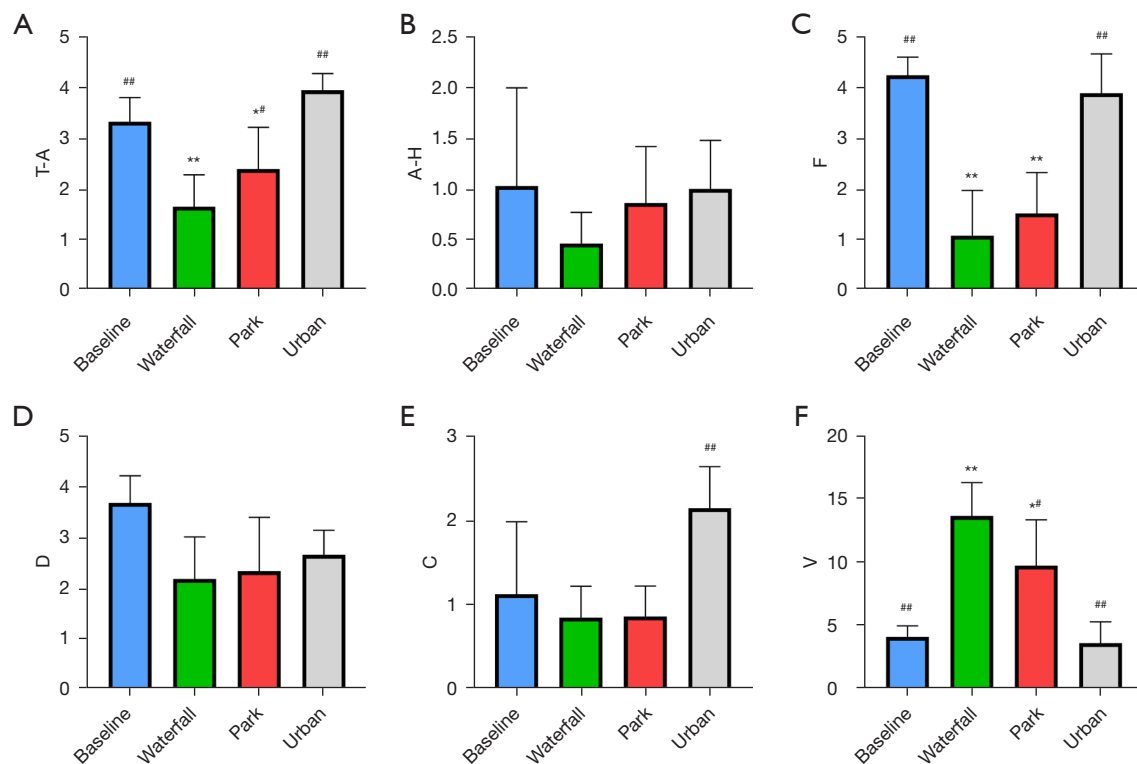 A
5
4
3
2
1
0
T-A
##
**
*#
##
Baseline
Waterfall
Park
Urban
B
2.5
2.0
1.5
1.0
0.5
0.0
A-H
Baseline
Waterfall
Park
Urban
C
5
4
3
2
1
0
F
##
**
**
##
Baseline
Waterfall
Park
Urban
D
5
4
3
2
1
0
D
Baseline
Waterfall
Park
Urban
E
3
2
1
0
C
##
Baseline
Waterfall
Park
Urban
F
20
15
10
5
0
V
##
**
*#
##
Baseline
Waterfall
Park
Urban